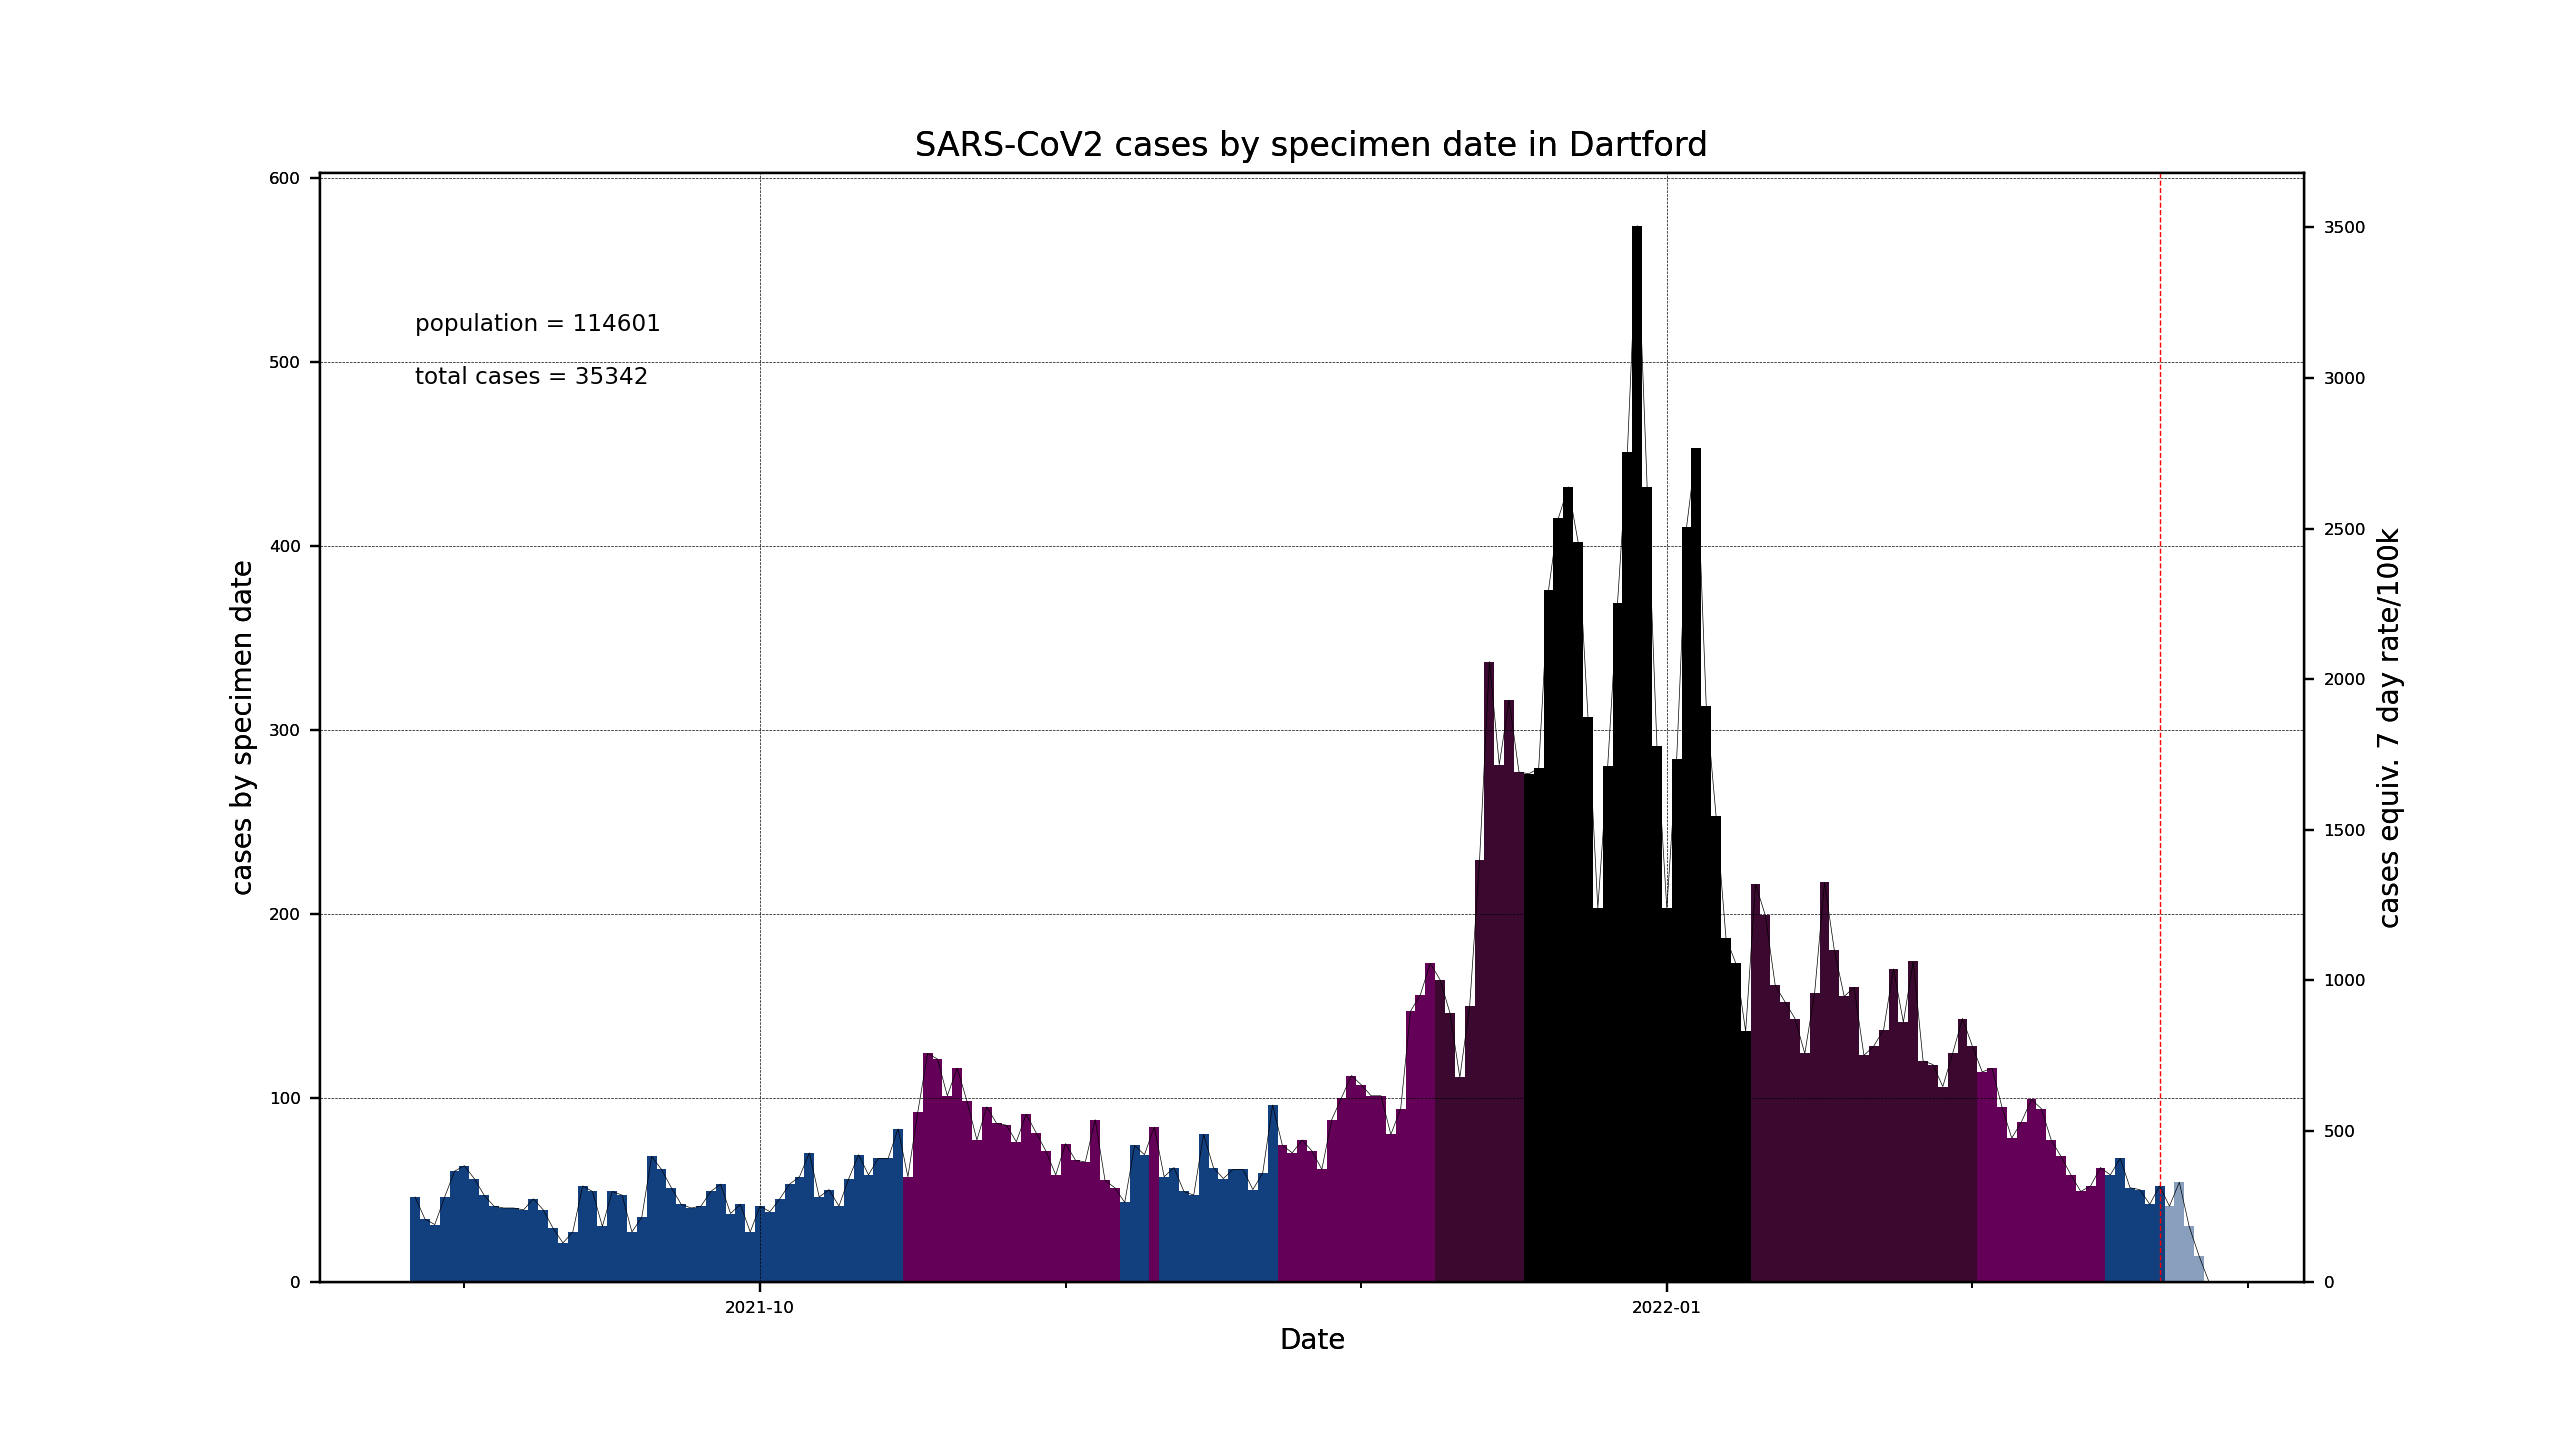 SARS-CoV2 cases by specimen date in Dartford
600
500
400
300
200
100
0
cases by specimen date
population = 114601
total cases = 35342
3500
3000
2500
2000
1500
1000
500
0
cases equiv. 7 day rate/100k
2021-10
2022-01
Date